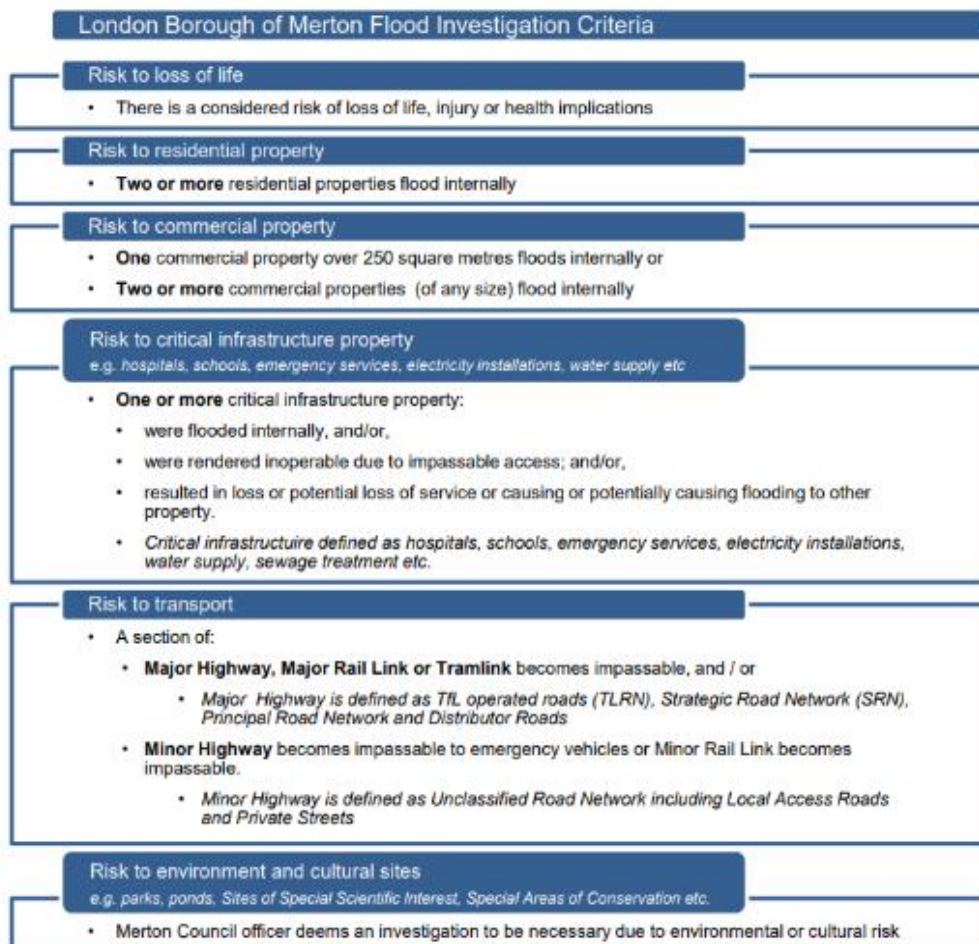 London Borough of Merton Flood Investigation Criteria
Risk to loss of life
• There is a considered risk of loss of life, injury or health implications
Risk to residential property
• Two or more residential properties flood internally
Risk to commercial property
• One commercial property over 250 square metres floods internally or
• Two or more commercial properties (of any size) flood internally
Risk to critical infrastructure property
e.g. hospitals, schools, emergency services, electricity installations, water supply etc
• One or more critical infrastructure property:
• were flooded internally, and/or,
• were rendered inoperable due to impassable access; and/or,
• resulted in loss or potential loss of service or causing or potentially causing flooding to other
property.
• Critical infrastructuire defined as hospitals, schools, emergency services, electricity installations,
water supply, sewage treatment etc.
Risk to transport
• A section of:
• Major Highway, Major Rail Link or Tramlink becomes impassable, and / or
• Major Highway is defined as TfL operated roads (TLRN), Strategic Road Network (SRN),
Principal Road Network and Distributor Roads
• Minor Highway becomes impassable to emergency vehicles or Minor Rail Link becomes
impassable.
• Minor Highway is defined as Unclassified Road Network including Local Access Roads
and Private Streets
Risk to environment and cultural sites
e.g. parks, ponds, Sites of Special Scientific Interest, Special Areas of Conservation etc.
• Merton Council officer deems an investigation to be necessary due to environmental or cultural risk